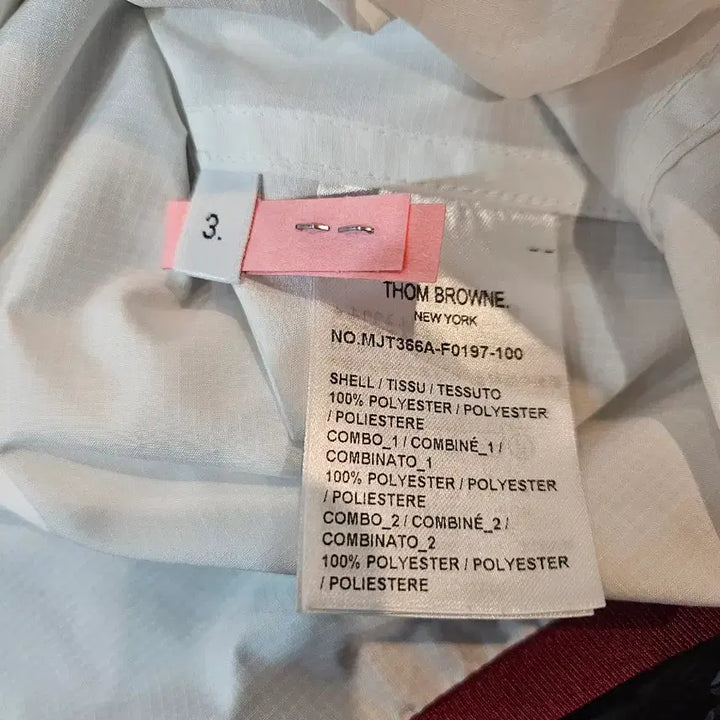 3.
THOM BROWNE.
NEW YORK
NO.MJT366A-F0197-100
SHELL / TISSU / TESSUTO
100% POLYESTER / POLYESTER
/ POLIESTERE
COMBO_1 / COMBINÉ_1 /
COMBINATO_1
100% POLYESTER / POLYESTER
/ POLIESTERE
COMBO_2 / COMBINÉ_2 /
COMBINATO_2
100% POLYESTER / POLYESTER
/ POLIESTERE